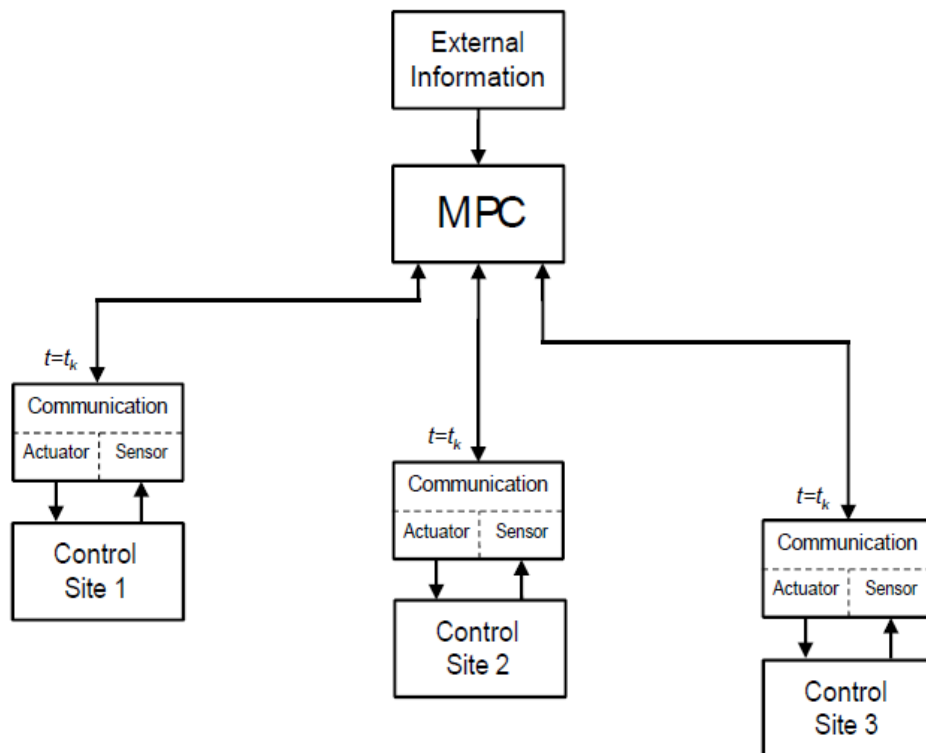 External
Information
MPC
t=tk
Communication
Actuator Sensor
Control
Site 1
t=tk
Communication
Actuator Sensor
Control
Site 2
t=tk
Communication
Actuator Sensor
Control
Site 3